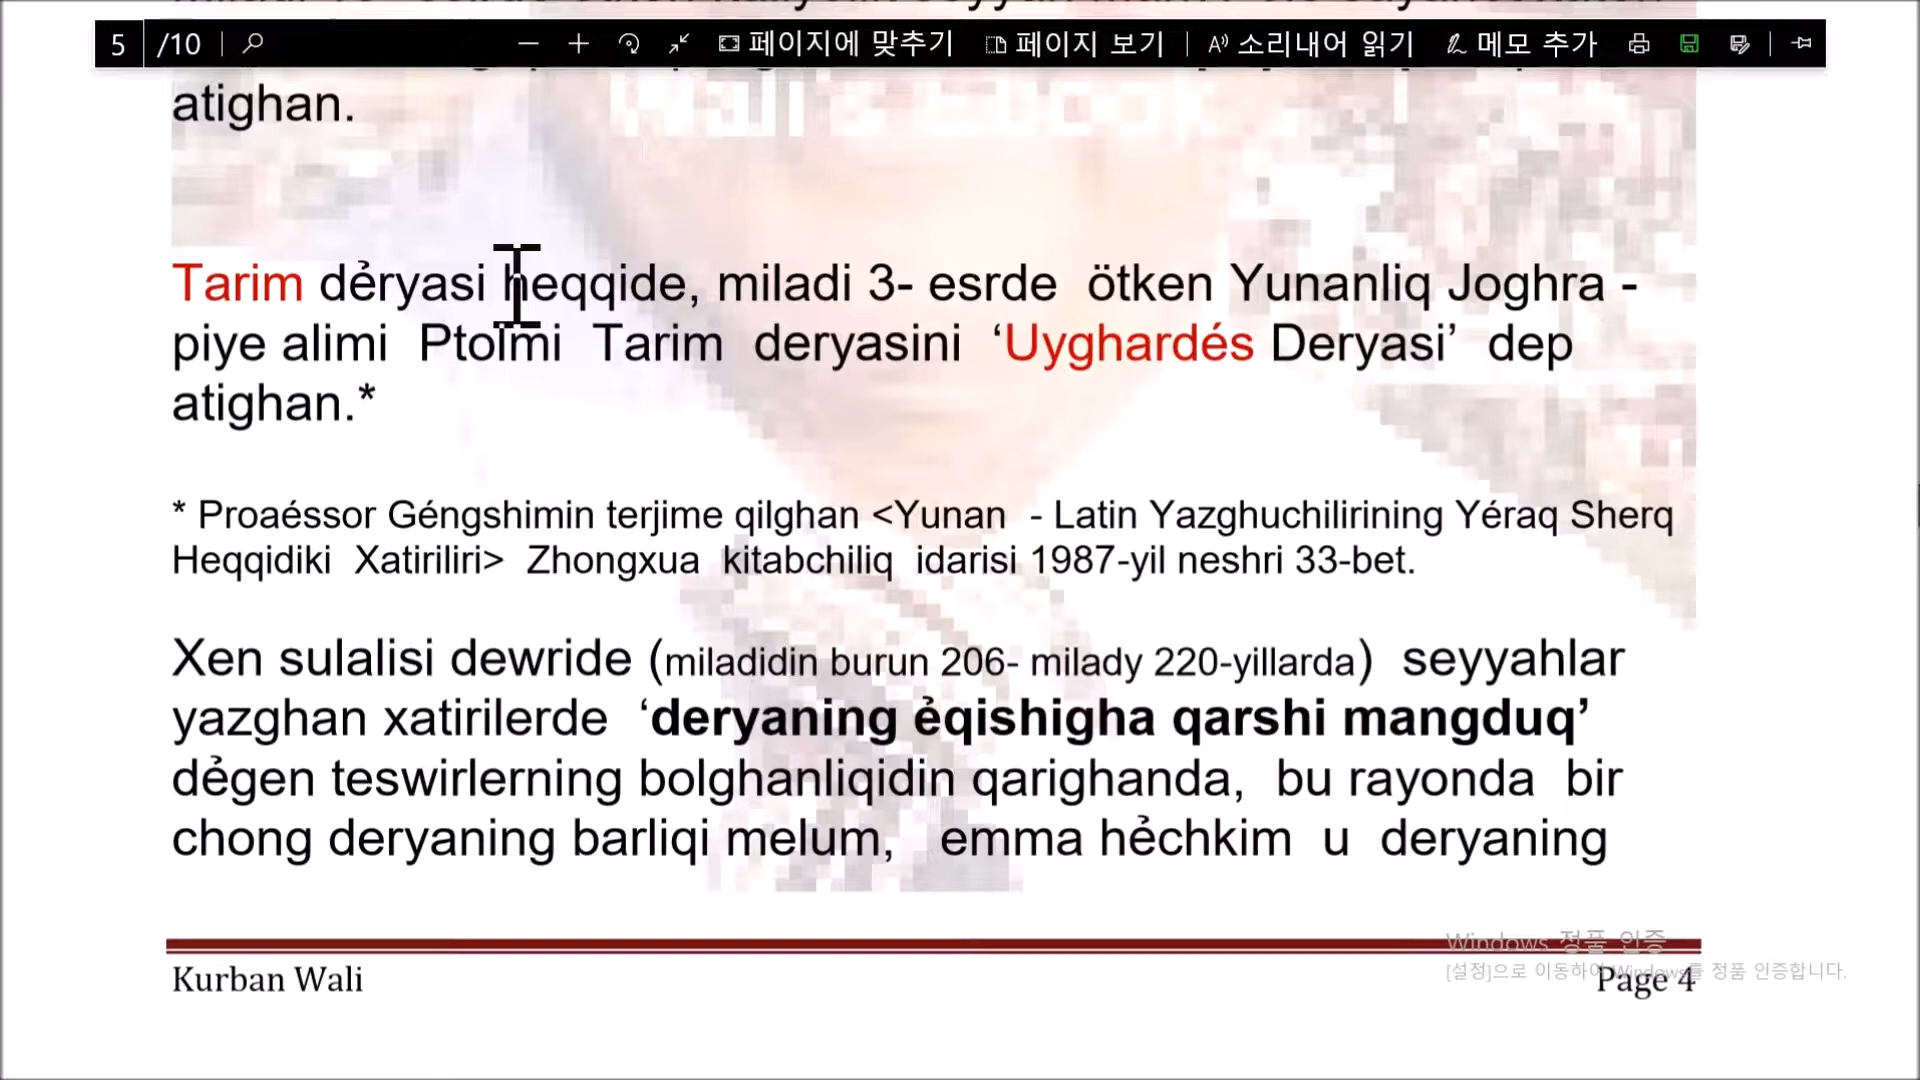 5 /10 페이지에 맞추기 페이지 보기 소리내어 읽기 메모 추가
atighan.
Tarim dẻryasi heqqide, miladi 3- esrde ötken Yunanliq Joghra -
piye alimi Ptolmi Tarim deryasini ‘Uyghardés Deryasi’ dep
atighan.*
* Proaéssor Géngshimin terjime qilghan <Yunan - Latin Yazghuchilirining Yéraq Sherq
Heqqidiki Xatiriliri> Zhongxua kitabchiliq idarisi 1987-yil neshri 33-bet.
Xen sulalisi dewride (miladidin burun 206- milady 220-yillarda) seyyahlar
yazghan xatirilerde ‘deryaning ẻqishigha qarshi mangduq’
dẻgen teswirlerning bolghanliqidin qarighanda, bu rayonda bir
chong deryaning barliqi melum, emma hẻchkim u deryaning
Windows 정품 인증
[설정]으로 이동하여 Windows를 정품 인증합니다.
Kurban Wali Page 4